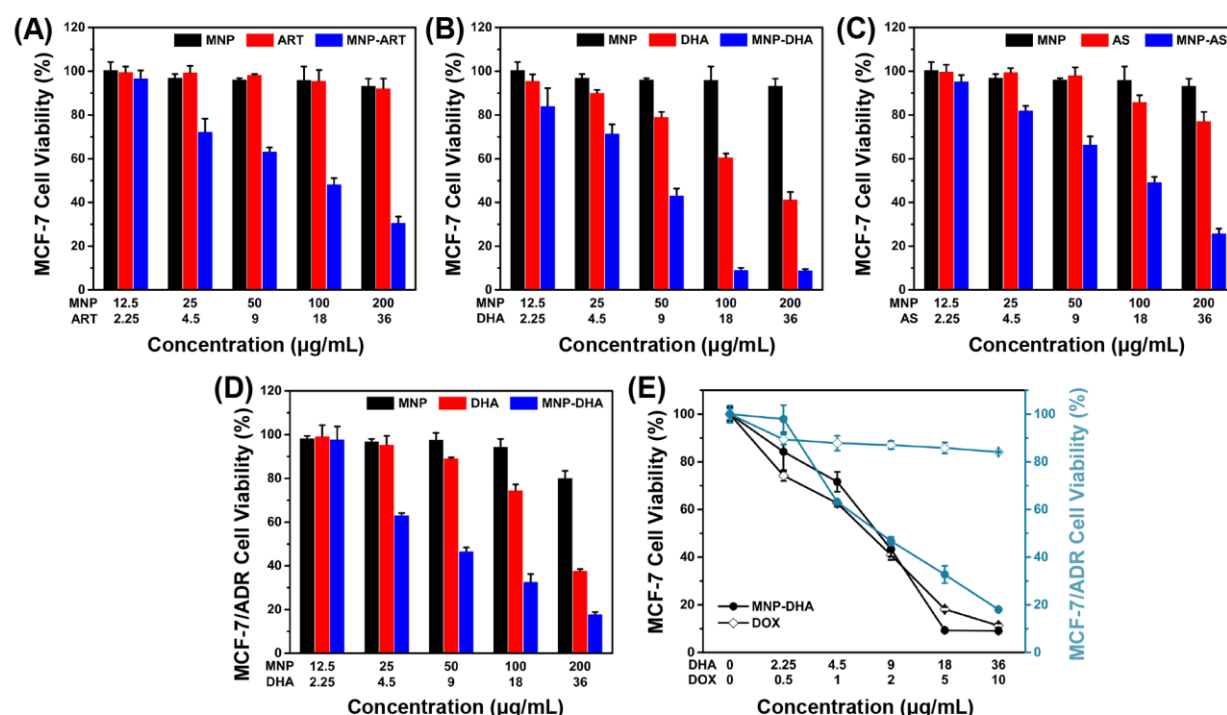 (A)
MNP ART MNP-ART
MCF-7 Cell Viability (%)
120
100
80
60
40
20
0
MNP 12.5 25 50 100 200
ART 2.25 4.5 9 18 36
Concentration (µg/mL)
(B)
MNP DHA MNP-DHA
MCF-7 Cell Viability (%)
120
100
80
60
40
20
0
MNP 12.5 25 50 100 200
DHA 2.25 4.5 9 18 36
Concentration (µg/mL)
(C)
MNP AS MNP-AS
MCF-7 Cell Viability (%)
120
100
80
60
40
20
0
MNP 12.5 25 50 100 200
AS 2.25 4.5 9 18 36
Concentration (µg/mL)
(D)
MNP DHA MNP-DHA
MCF-7/ADR Cell Viability (%)
120
100
80
60
40
20
0
MNP 12.5 25 50 100 200
DHA 2.25 4.5 9 18 36
Concentration (µg/mL)
(E)
MCF-7 Cell Viability (%)
100
80
60
40
20
0
MNP-DHA
DOX
MCF-7/ADR Cell Viability (%)
100
80
60
40
20
0
DHA 0 2.25 4.5 9 18 36
DOX 0 0.5 1 2 5 10
Concentration (µg/mL)